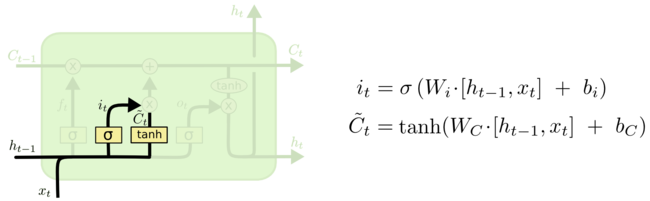 h_t
C_{t-1}
C_t
×
+
tanh
f_t
i_t
×
C̃_t
o_t
×
σ
σ
tanh
σ
h_{t-1}
h_t
x_t
i_t = σ (W_i·[h_{t-1}, x_t] + b_i)
C̃_t = tanh(W_C·[h_{t-1}, x_t] + b_C)